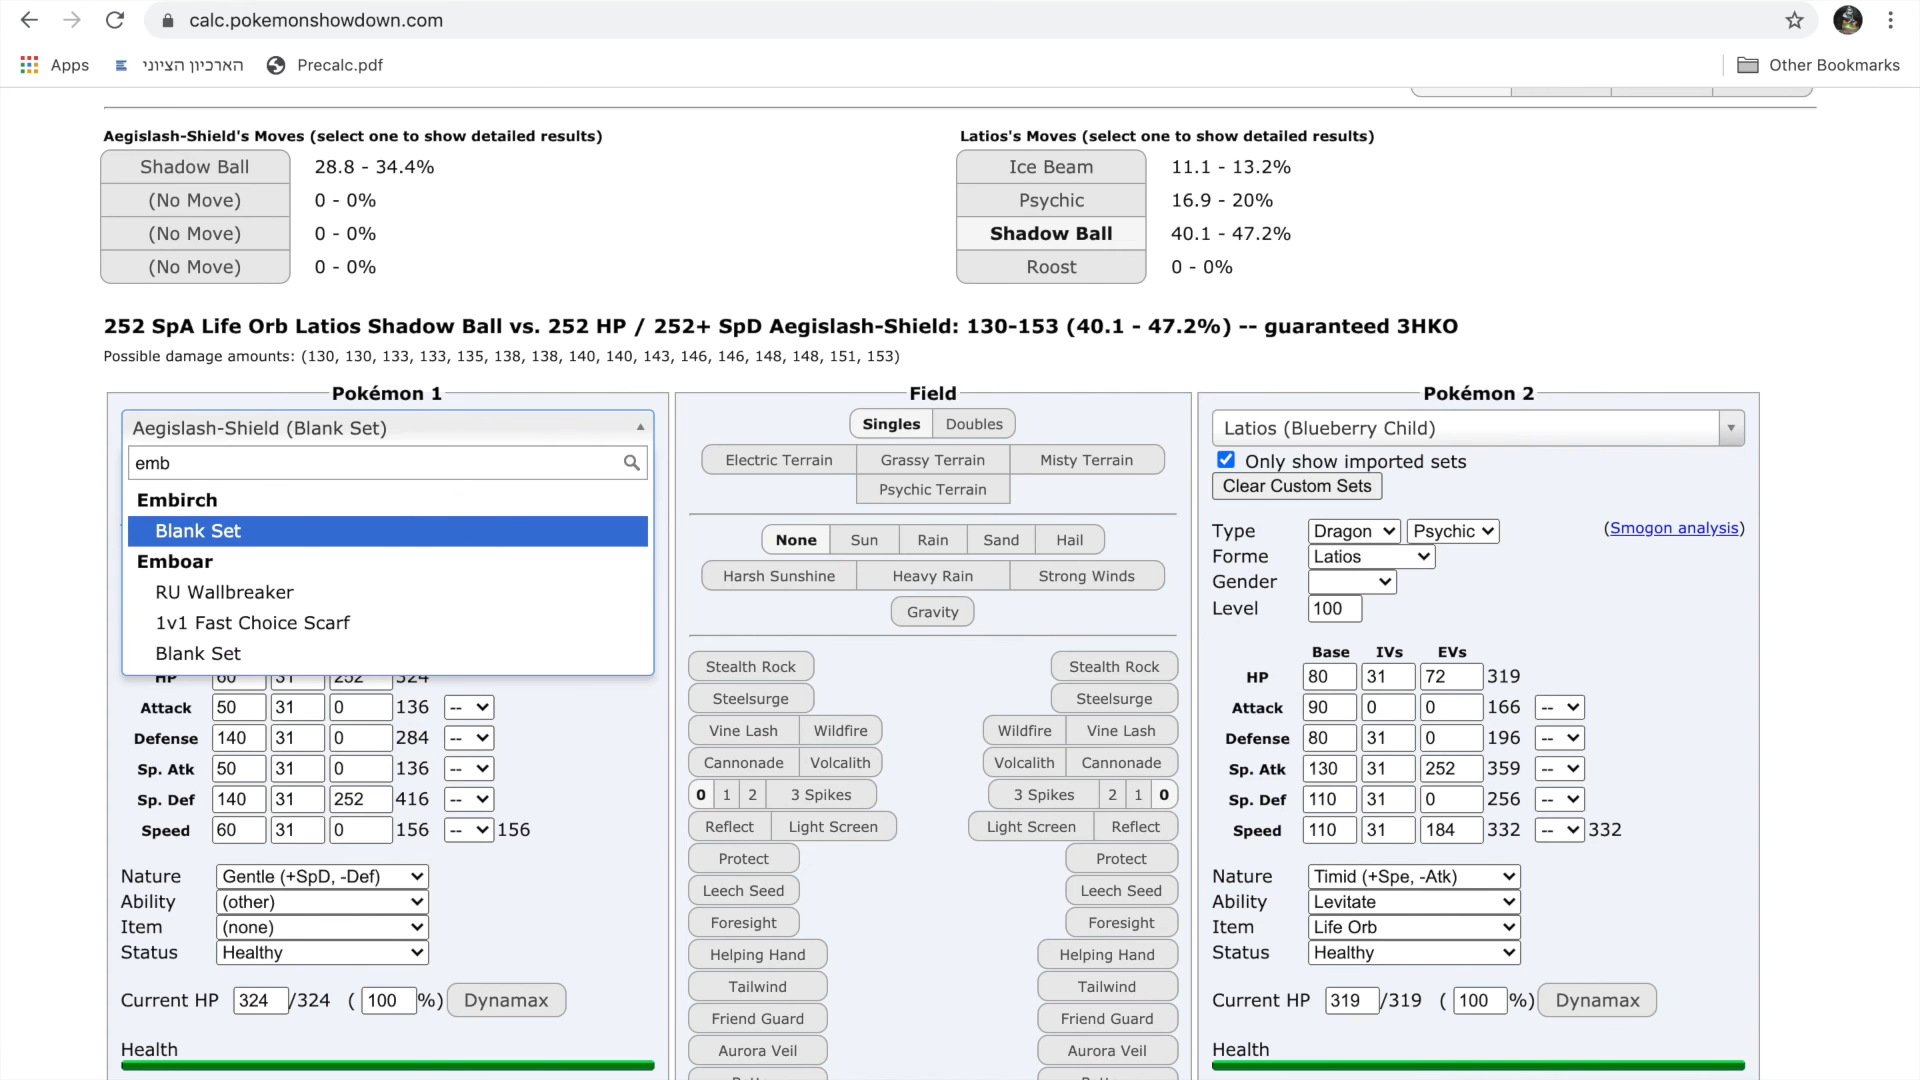 calc.pokemonshowdown.com
Apps הארכיון הציוני Precalc.pdf Other Bookmarks
Aegislash-Shield's Moves (select one to show detailed results) Latios's Moves (select one to show detailed results)
Shadow Ball 28.8 - 34.4% Ice Beam 11.1 - 13.2%
(No Move) 0 - 0% Psychic 16.9 - 20%
(No Move) 0 - 0% Shadow Ball 40.1 - 47.2%
(No Move) 0 - 0% Roost 0 - 0%
252 SpA Life Orb Latios Shadow Ball vs. 252 HP / 252+ SpD Aegislash-Shield: 130-153 (40.1 - 47.2%) -- guaranteed 3HKO
Possible damage amounts: (130, 130, 133, 133, 135, 138, 138, 140, 140, 143, 146, 146, 148, 148, 151, 153)
Pokémon 1
Aegislash-Shield (Blank Set)
emb
Embirch
Blank Set
Emboar
RU Wallbreaker
1v1 Fast Choice Scarf
Blank Set
HP 60 31 252 324
Attack 50 31 0 136 --
Defense 140 31 0 284 --
Sp. Atk 50 31 0 136 --
Sp. Def 140 31 252 416 --
Speed 60 31 0 156 -- 156
Nature Gentle (+SpD, -Def)
Ability (other)
Item (none)
Status Healthy
Current HP 324 /324 ( 100 %) Dynamax
Health
Field
Singles Doubles
Electric Terrain Grassy Terrain Misty Terrain
Psychic Terrain
None Sun Rain Sand Hail
Harsh Sunshine Heavy Rain Strong Winds
Gravity
Stealth Rock Stealth Rock
Steelsurge Steelsurge
Vine Lash Wildfire Wildfire Vine Lash
Cannonade Volcalith Volcalith Cannonade
0 1 2 3 Spikes 3 Spikes 2 1 0
Reflect Light Screen Light Screen Reflect
Protect Protect
Leech Seed Leech Seed
Foresight Foresight
Helping Hand Helping Hand
Tailwind Tailwind
Friend Guard Friend Guard
Aurora Veil Aurora Veil
Pokémon 2
Latios (Blueberry Child)
Only show imported sets
Clear Custom Sets
Type Dragon Psychic (Smogon analysis)
Forme Latios
Gender
Level 100
Base IVs EVs
HP 80 31 72 319
Attack 90 0 0 166 --
Defense 80 31 0 196 --
Sp. Atk 130 31 252 359 --
Sp. Def 110 31 0 256 --
Speed 110 31 184 332 -- 332
Nature Timid (+Spe, -Atk)
Ability Levitate
Item Life Orb
Status Healthy
Current HP 319 /319 ( 100 %) Dynamax
Health